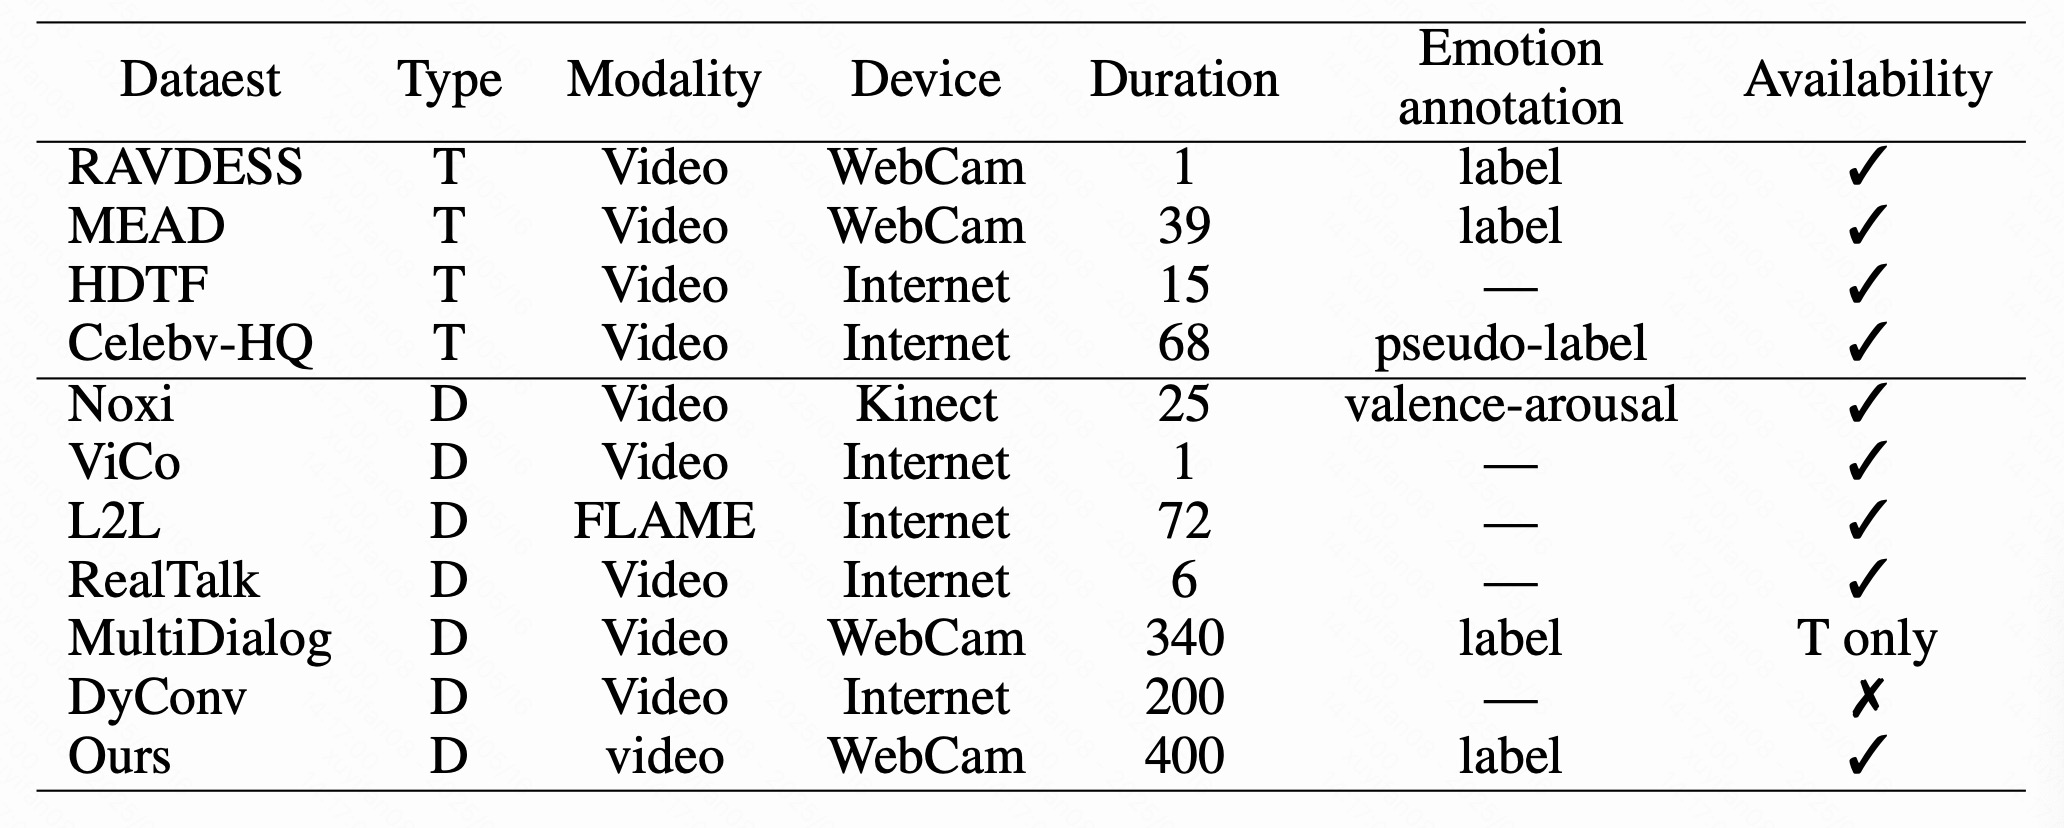 Dataest Type Modality Device Duration Emotion annotation Availability
RAVDESS T Video WebCam 1 label ✓
MEAD T Video WebCam 39 label ✓
HDTF T Video Internet 15 — ✓
Celebv-HQ T Video Internet 68 pseudo-label ✓
Noxi D Video Kinect 25 valence-arousal ✓
ViCo D Video Internet 1 — ✓
L2L D FLAME Internet 72 — ✓
RealTalk D Video Internet 6 — ✓
MultiDialog D Video WebCam 340 label T only
DyConv D Video Internet 200 — ✗
Ours D video WebCam 400 label ✓